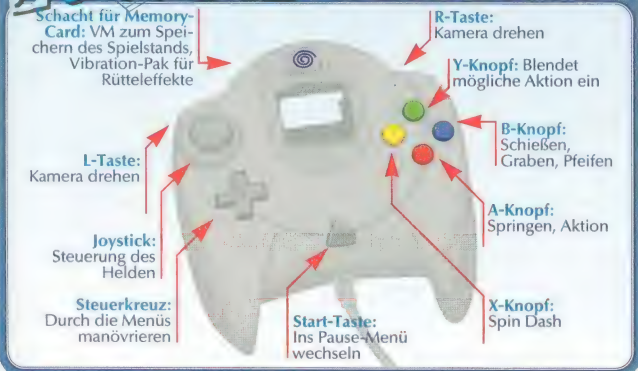 Schacht für Memory-
Card: VM zum Spei-
chern des Spielstands,
Vibration-Pak für
Rütteleffekte
R-Taste:
Kamera drehen
Y-Knopf: Blendet
mögliche Aktion ein
B-Knopf:
Schießen,
Graben, Pfeifen
L-Taste:
Kamera drehen
A-Knopf:
Springen, Aktion
Joystick:
Steuerung des
Helden
Steuerkreuz:
Durch die Menüs
manövrieren
Start-Taste:
Ins Pause-Menü
wechseln
X-Knopf:
Spin Dash